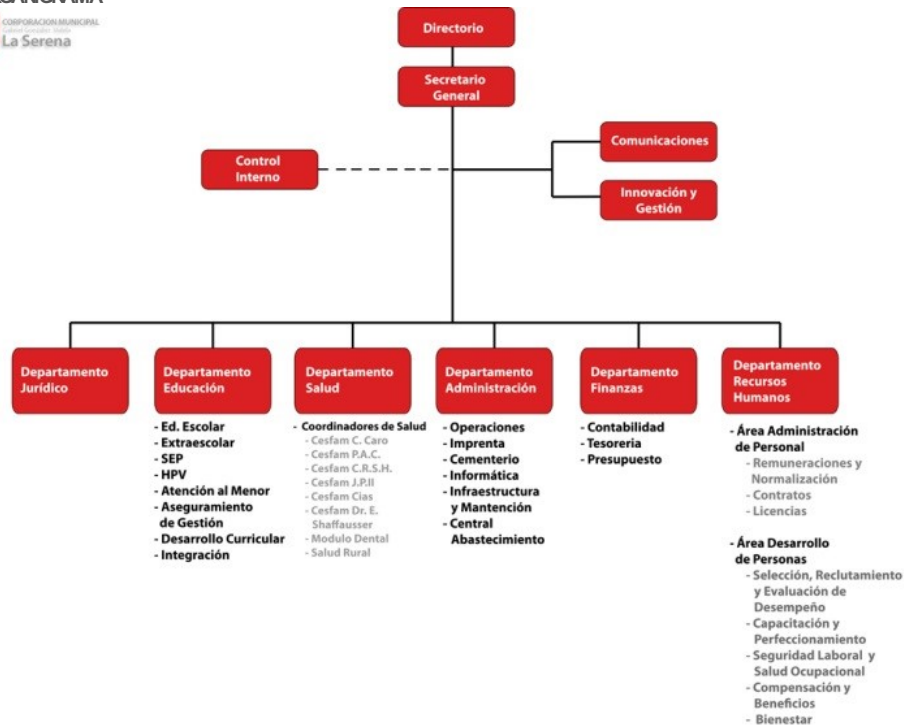 CORPORACION MUNICIPAL
Gabriel González Videla
La Serena
Directorio
Secretario
General
Control
Interno
Comunicaciones
Innovación y
Gestión
Departamento
Jurídico
Departamento
Educación
- Ed. Escolar
- Extraescolar
- SEP
- HPV
- Atención al Menor
- Aseguramiento
de Gestión
- Desarrollo Curricular
- Integración
Departamento
Salud
- Coordinadores de Salud
- Cesfam C. Caro
- Cesfam P.A.C.
- Cesfam C.R.S.H.
- Cesfam J.P.II
- Cesfam Cias
- Cesfam Dr. E.
Shaffausser
- Modulo Dental
- Salud Rural
Departamento
Administración
- Operaciones
- Imprenta
- Cementerio
- Informática
- Infraestructura
y Mantención
- Central
Abastecimiento
Departamento
Finanzas
- Contabilidad
- Tesoreria
- Presupuesto
Departamento
Recursos
Humanos
- Área Administración
de Personal
- Remuneraciones y
Normalización
- Contratos
- Licencias
- Área Desarrollo
de Personas
- Selección, Reclutamiento
y Evaluación de
Desempeño
- Capacitación y
Perfeccionamiento
- Seguridad Laboral y
Salud Ocupacional
- Compensación y
Beneficios
- Bienestar